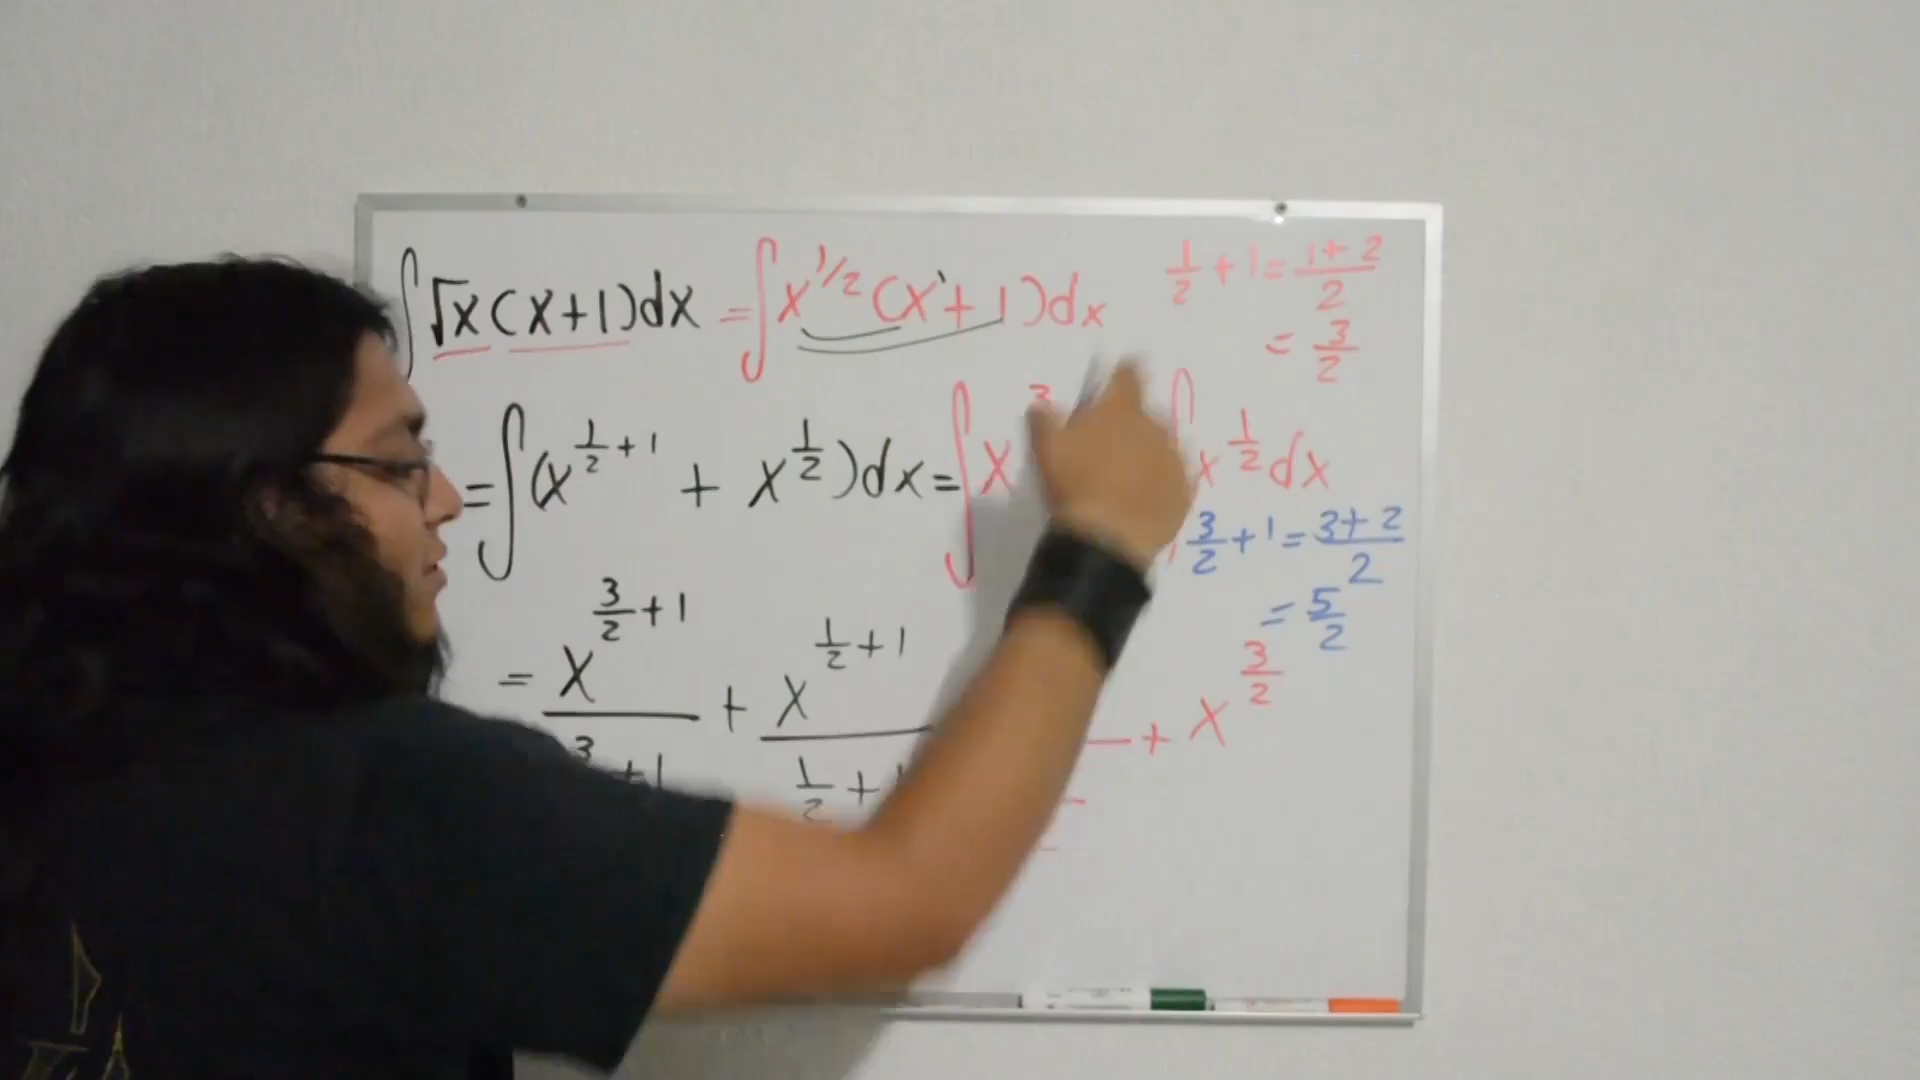 ∫√x(x+1)dx = ∫x^{1/2}(x^{1}+1)dx
1/2 + 1 = (1+2)/2
= 3/2
= ∫(x^{1/2+1} + x^{1/2})dx = ∫x ∫x^{1/2}dx
3/2 + 1 = (3+2)/2
= 5/2
= x^{3/2+1}/(3/2+1) + x^{1/2+1}/(1/2+1) + x^{3/2}